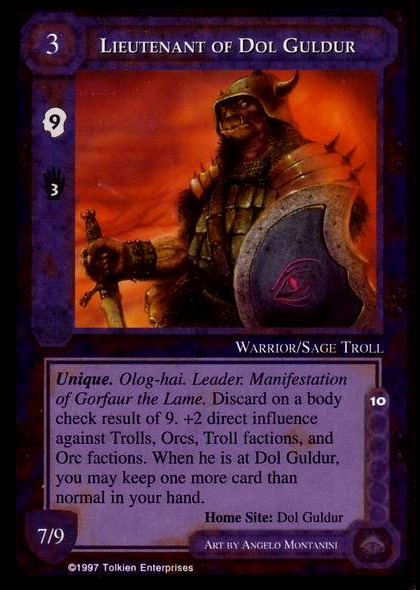 3
Lieutenant of Dol Guldur
9
3
Warrior/Sage Troll
Unique. Olog-hai. Leader. Manifestation
of Gorfaur the Lame. Discard on a body
check result of 9. +2 direct influence
against Trolls, Orcs, Troll factions, and
Orc factions. When he is at Dol Guldur,
you may keep one more card than
normal in your hand.
10
Home Site: Dol Guldur
7/9
Art by Angelo Montanini
©1997 Tolkien Enterprises